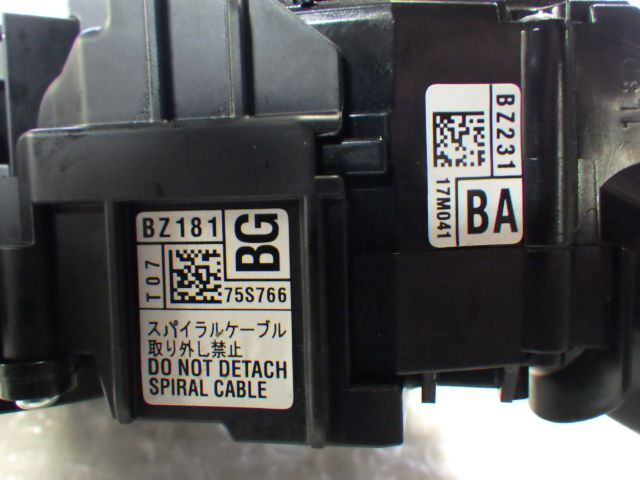 BZ181
BG
T07
75S766
スパイラルケーブル
取り外し禁止
DO NOT DETACH
SPIRAL CABLE
BZ231
17M041
BA